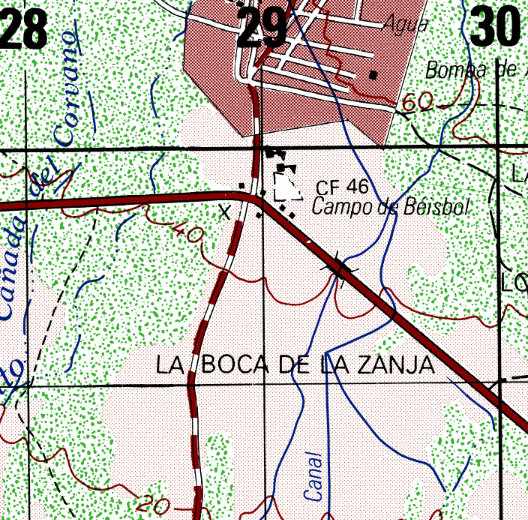 28
29
30
Agua
Bomba de
60
Cañada del Corvano
CF 46
Campo de Béisbol
X
40
LA BOCA DE LA ZANJA
Canal
20